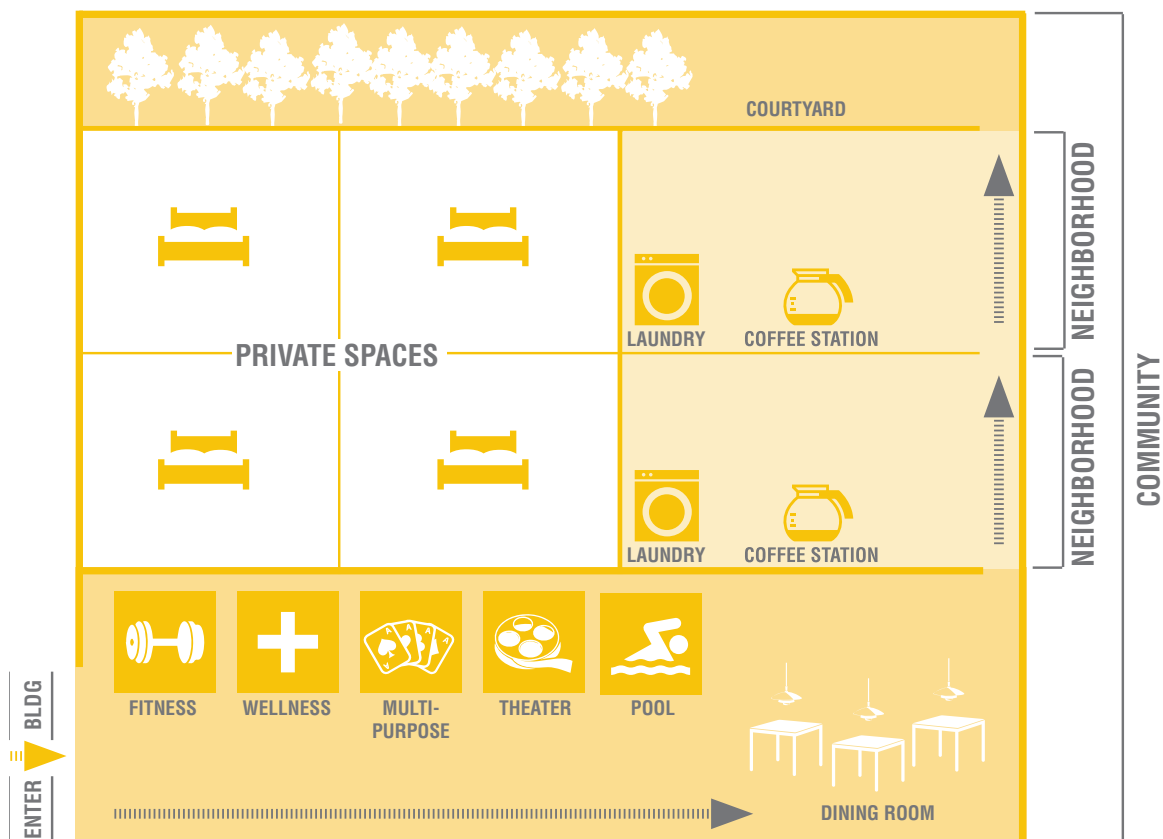 COURTYARD
NEIGHBORHOOD
LAUNDRY
COFFEE STATION
PRIVATE SPACES
COMMUNITY
NEIGHBORHOOD
LAUNDRY
COFFEE STATION
FITNESS
WELLNESS
MULTI-
PURPOSE
THEATER
POOL
ENTER BLDG
DINING ROOM